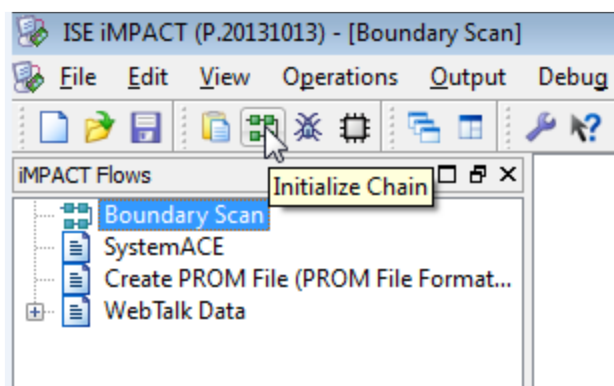 ISE iMPACT (P.20131013) - [Boundary Scan]
File Edit View Operations Output Debug
iMPACT Flows
Initialize Chain
Boundary Scan
SystemACE
Create PROM File (PROM File Format...
WebTalk Data